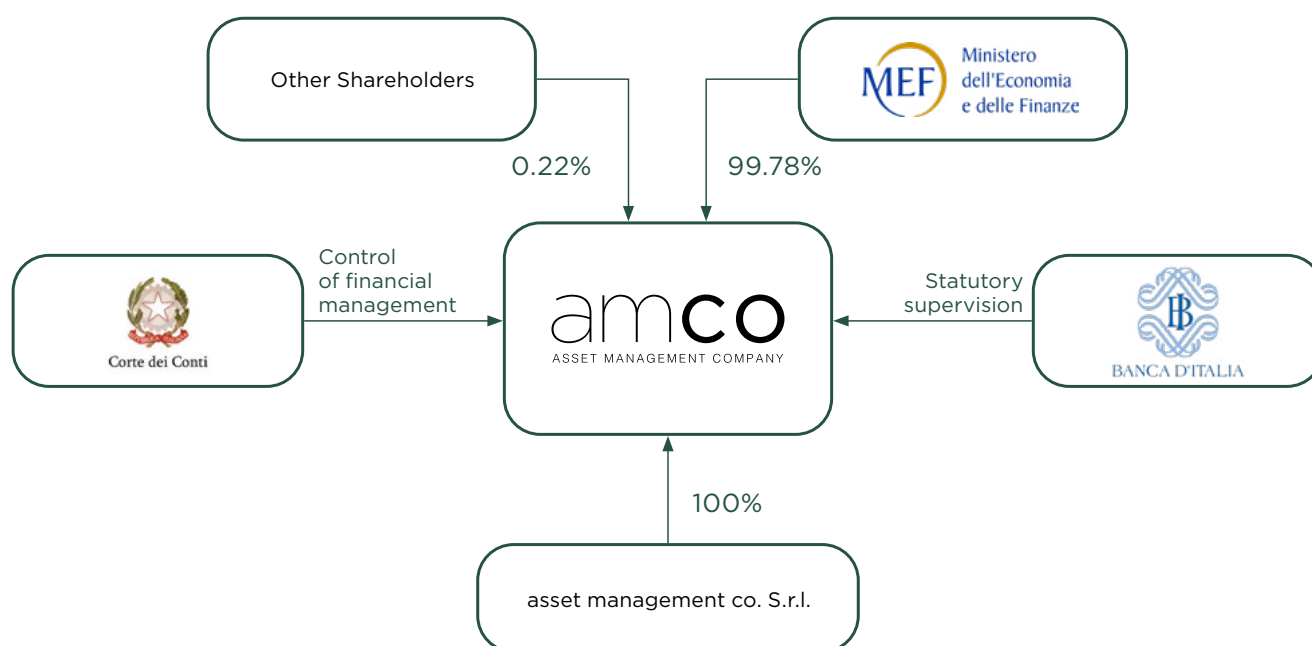 Other Shareholders
MEF
Ministero
dell'Economia
e delle Finanze
0.22%
99.78%
Control
of financial
management
Corte dei Conti
amco
ASSET MANAGEMENT COMPANY
Statutory
supervision
BI
BANCA D'ITALIA
100%
asset management co. S.r.l.